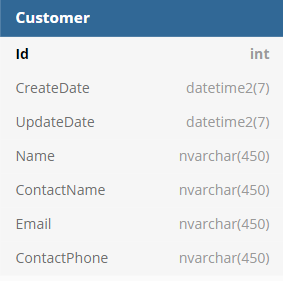 Customer
Id int
CreateDate datetime2(7)
UpdateDate datetime2(7)
Name nvarchar(450)
ContactName nvarchar(450)
Email nvarchar(450)
ContactPhone nvarchar(450)